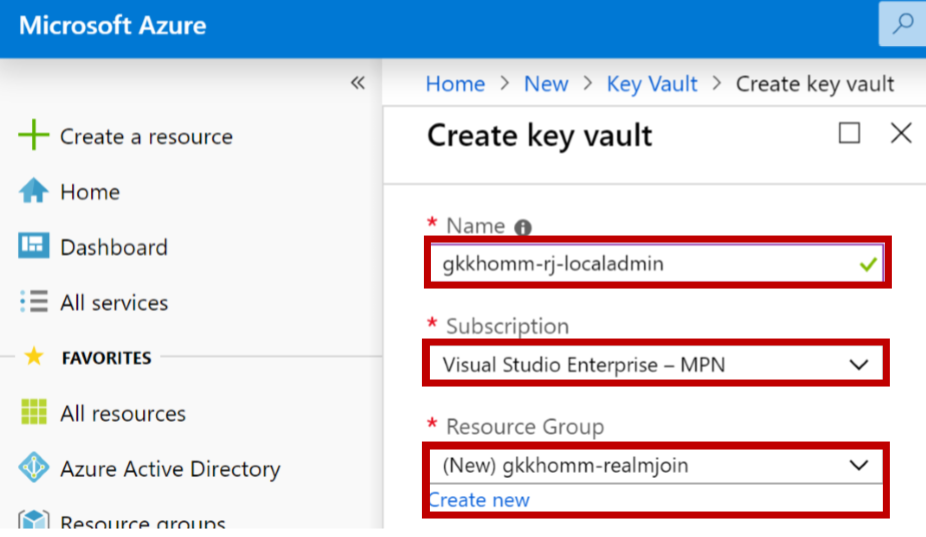 Microsoft Azure
Home > New > Key Vault > Create key vault
Create a resource
Home
Dashboard
All services
FAVORITES
All resources
Azure Active Directory
Resource groups
Create key vault
* Name
gkkhomm-rj-localadmin
* Subscription
Visual Studio Enterprise – MPN
* Resource Group
(New) gkkhomm-realmjoin
Create new